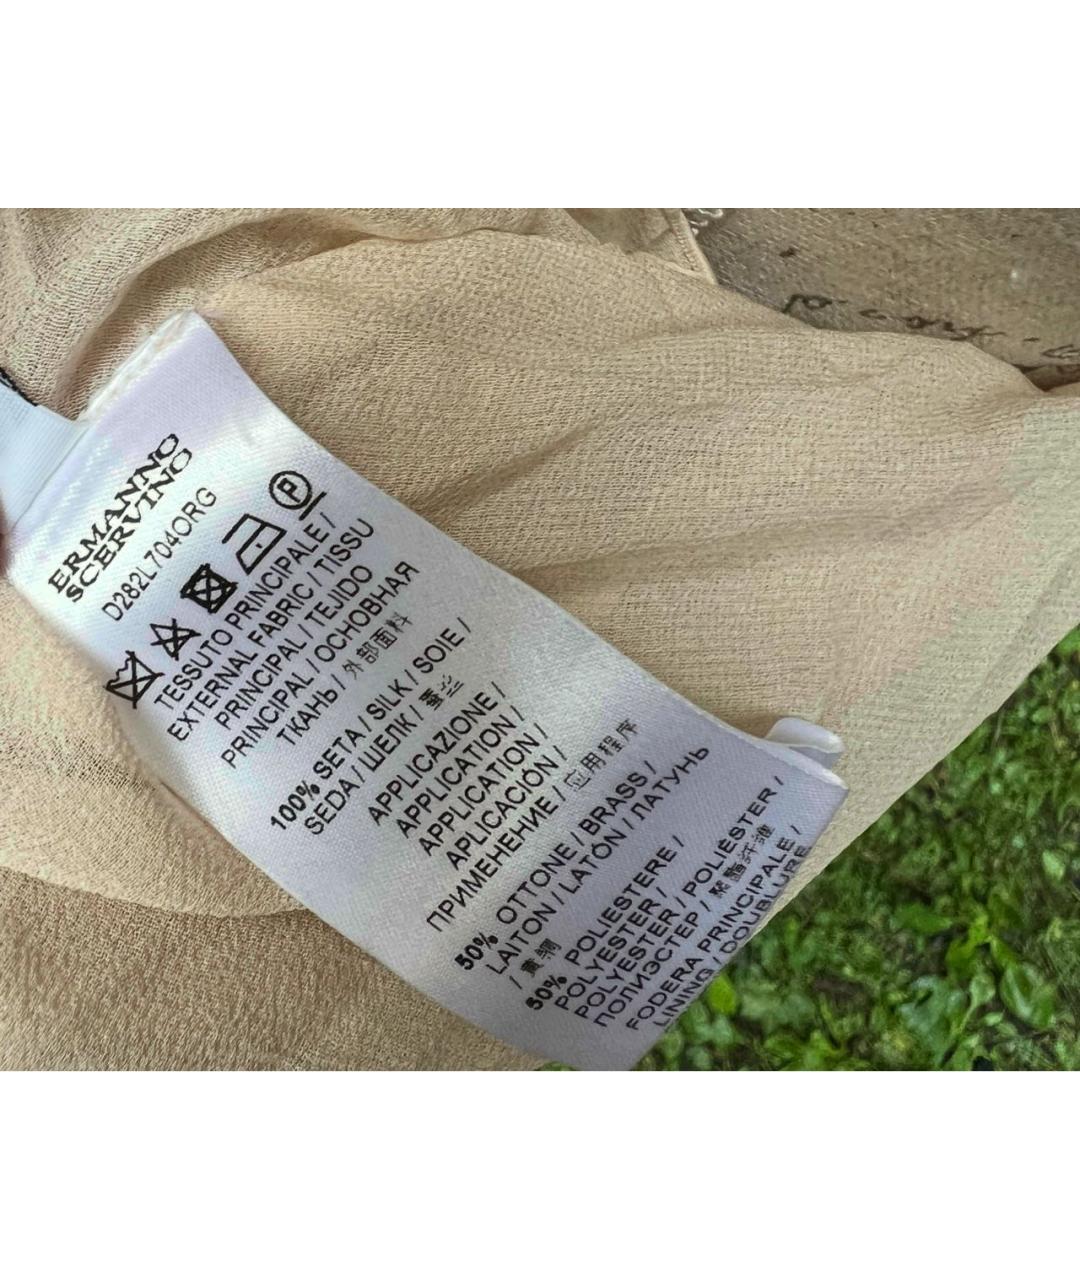 ERMANNO
SCERVINO
D282L704ORG
P
TESSUTO PRINCIPALE /
EXTERNAL FABRIC / TISSU
PRINCIPAL / TEJIDO
PRINCIPAL / ОСНОВНАЯ
ТКАНЬ / 外部面料
100% SETA / SILK / SOIE /
SEDA / ШЕЛК / 蚕丝
APPLICAZIONE /
APPLICATION /
APPLICATION /
APLICACIÓN /
ПРИМЕНЕНИЕ / 应用程序
50% OTTONE / BRASS /
LAITON / LATÓN / ЛАТУНЬ
/ 黄铜
50% POLIESTERE /
POLYESTER /
POLYESTER / POLIÉSTER /
ПОЛИЭСТЕР / 聚酯纤维
FODERA PRINCIPALE /
LINING / DOUBLURE